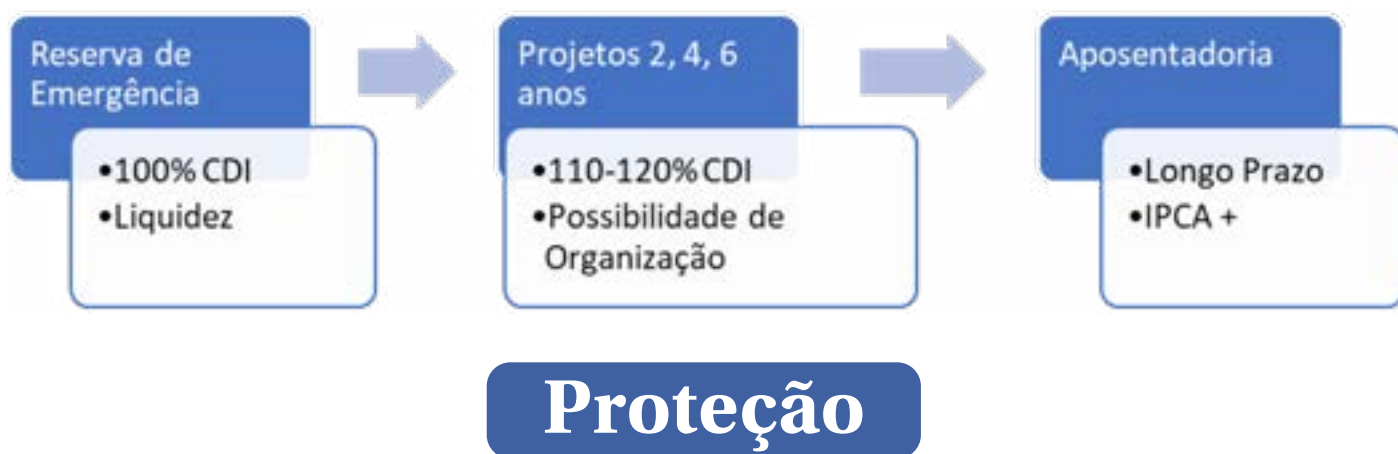 Reserva de
Emergência
•100% CDI
•Liquidez
Projetos 2, 4, 6
anos
•110-120% CDI
•Possibilidade de
Organização
Aposentadoria
•Longo Prazo
•IPCA +
Proteção